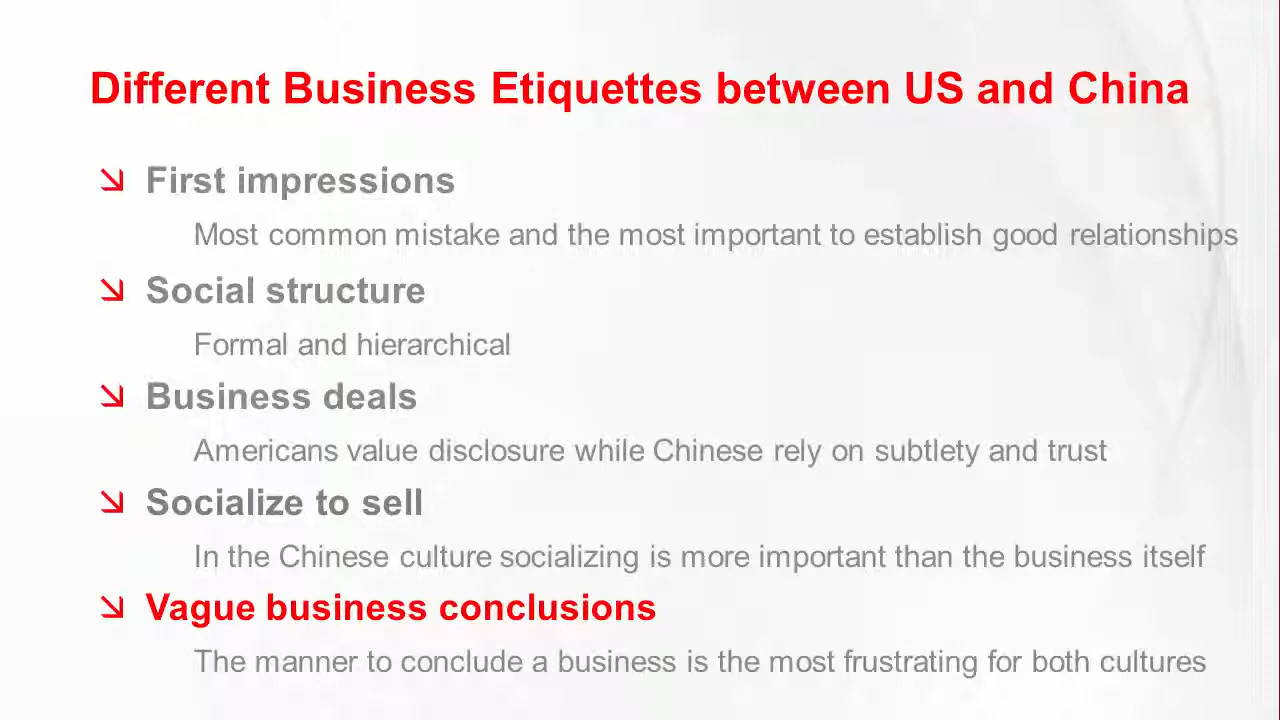 Different Business Etiquettes between US and China
First impressions
Most common mistake and the most important to establish good relationships
Social structure
Formal and hierarchical
Business deals
Americans value disclosure while Chinese rely on subtlety and trust
Socialize to sell
In the Chinese culture socializing is more important than the business itself
Vague business conclusions
The manner to conclude a business is the most frustrating for both cultures